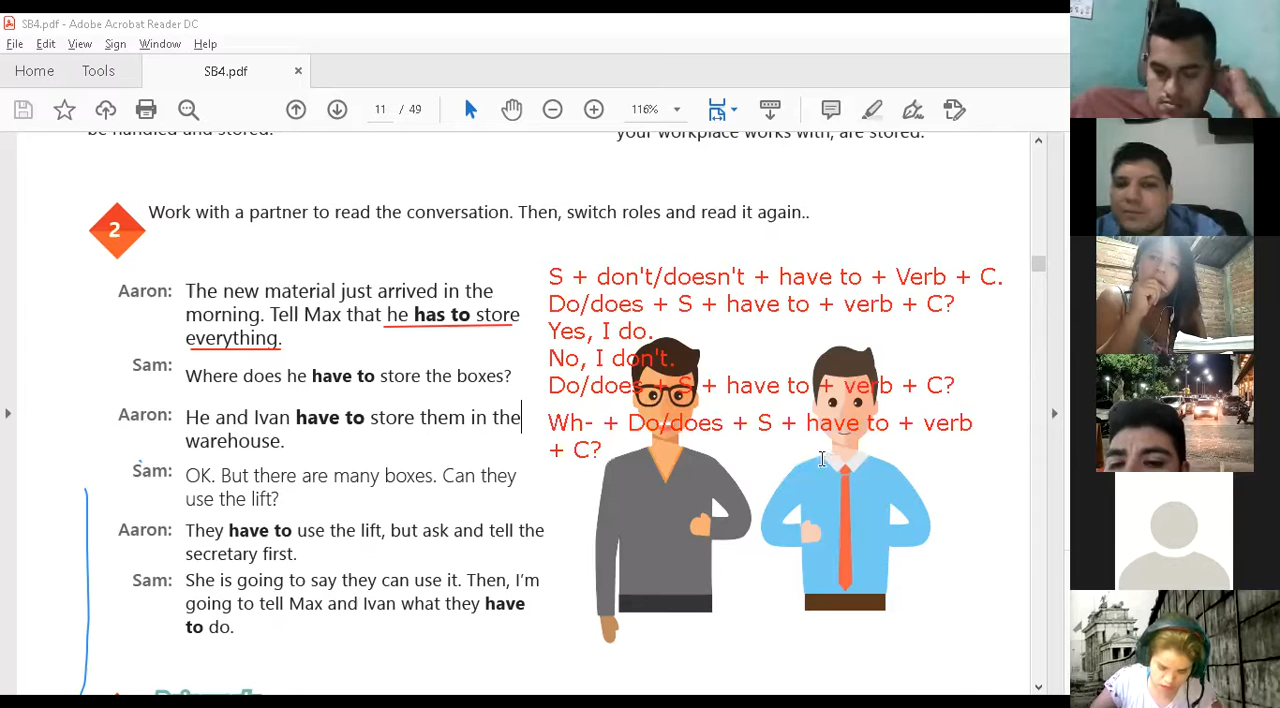 SB4.pdf - Adobe Acrobat Reader DC
File Edit View Sign Window Help
Home Tools SB4.pdf ×
11 / 49 116%
be handled and stored.
your workplace works with, are stored.
2
Work with a partner to read the conversation. Then, switch roles and read it again..
Aaron: The new material just arrived in the
morning. Tell Max that he has to store
everything.
Sam: Where does he have to store the boxes?
Aaron: He and Ivan have to store them in the
warehouse.
Sam: OK. But there are many boxes. Can they
use the lift?
Aaron: They have to use the lift, but ask and tell the
secretary first.
Sam: She is going to say they can use it. Then, I'm
going to tell Max and Ivan what they have
to do.
S + don't/doesn't + have to + Verb + C.
Do/does + S + have to + verb + C?
Yes, I do.
No, I don't.
Do/does + S + have to + verb + C?
Wh- + Do/does + S + have to + verb
+ C?